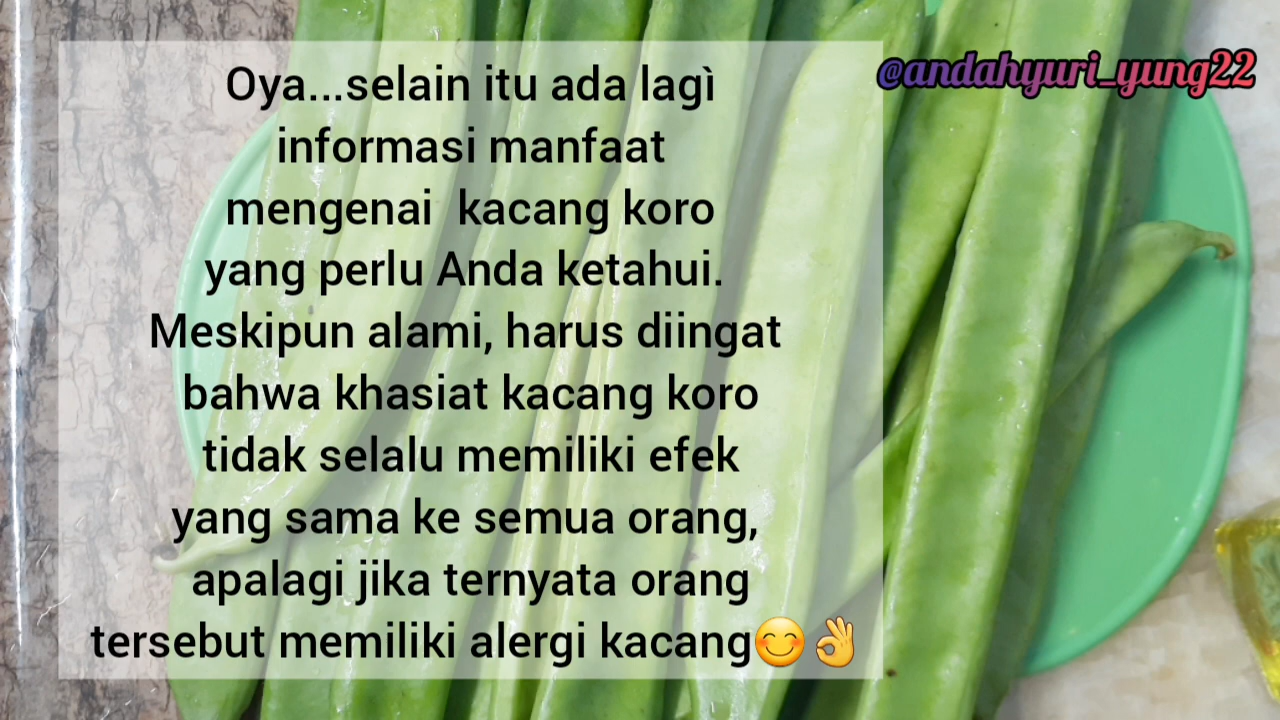 Oya...selain itu ada lagì
informasi manfaat
mengenai  kacang koro
yang perlu Anda ketahui.
Meskipun alami, harus diingat
bahwa khasiat kacang koro
tidak selalu memiliki efek
yang sama ke semua orang,
apalagi jika ternyata orang
tersebut memiliki alergi kacang😊👌
@andahyuri_yung22